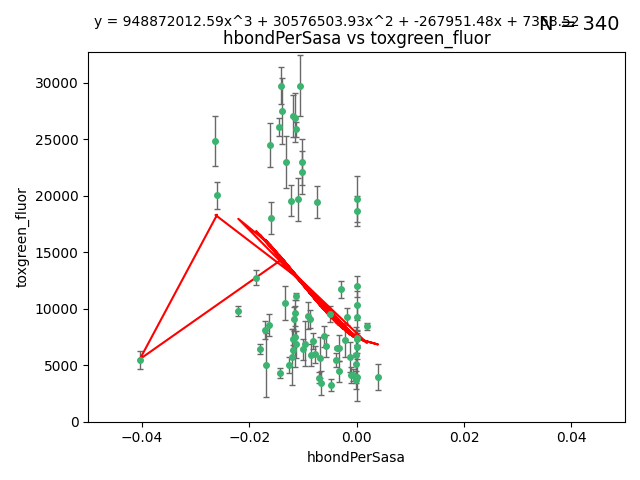 y = 948872012.59x^3 + 30576503.93x^2 + -267951.48x + 7358.52
N = 340
hbondPerSasa vs toxgreen_fluor
30000
25000
20000
15000
10000
5000
0
toxgreen_fluor
−0.04
−0.02
0.00
0.02
0.04
hbondPerSasa